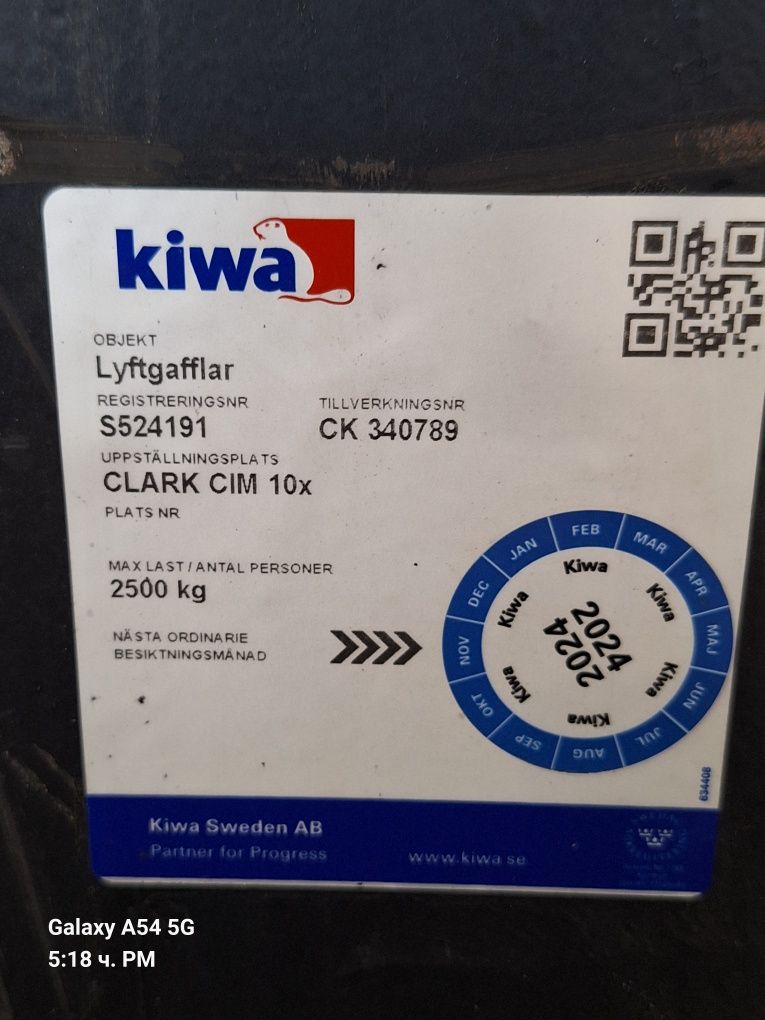 kiwa
OBJEKT
Lyftgafflar
REGISTRERINGSNR
TILLVERKNINGSNR
S524191
CK 340789
UPPSTÄLLNINGSPLATS
CLARK CIM 10x
PLATS NR
MAX LAST / ANTAL PERSONER
2500 kg
NÄSTA ORDINARIE
BESIKTNINGSMÅNAD
JAN
FEB
MAR
APR
MAJ
JUN
JUL
AUG
SEP
OKT
NOV
DEC
Kiwa
Kiwa
Kiwa
Kiwa
Kiwa
Kiwa
2024
2024
634408
Kiwa Sweden AB
Partner for Progress
www.kiwa.se
Galaxy A54 5G
5:18 ч. PM